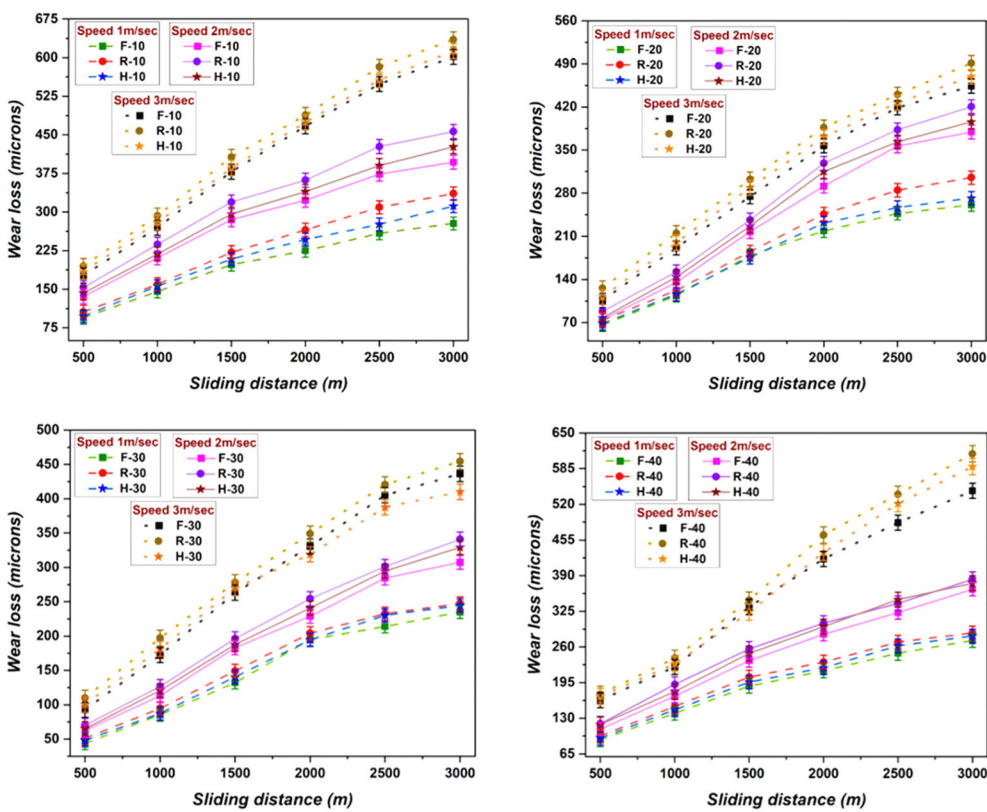 Speed 1m/sec Speed 2m/sec
F-10 F-10
R-10 R-10
H-10 H-10
Speed 3m/sec
F-10
R-10
H-10
675
600
525
450
375
300
225
150
75
Wear loss (microns)
500 1000 1500 2000 2500 3000
Sliding distance (m)
Speed 1m/sec Speed 2m/sec
F-20 F-20
R-20 R-20
H-20 H-20
Speed 3m/sec
F-20
R-20
H-20
560
490
420
350
280
210
140
70
Wear loss (microns)
500 1000 1500 2000 2500 3000
Sliding distance (m)
Speed 1m/sec Speed 2m/sec
F-30 F-30
R-30 R-30
H-30 H-30
Speed 3m/sec
F-30
R-30
H-30
500
450
400
350
300
250
200
150
100
50
Wear loss (microns)
500 1000 1500 2000 2500 3000
Sliding distance (m)
Speed 1m/sec Speed 2m/sec
F-40 F-40
R-40 R-40
H-40 H-40
Speed 3m/sec
F-40
R-40
H-40
650
585
520
455
390
325
260
195
130
65
Wear loss (microns)
500 1000 1500 2000 2500 3000
Sliding distance (m)